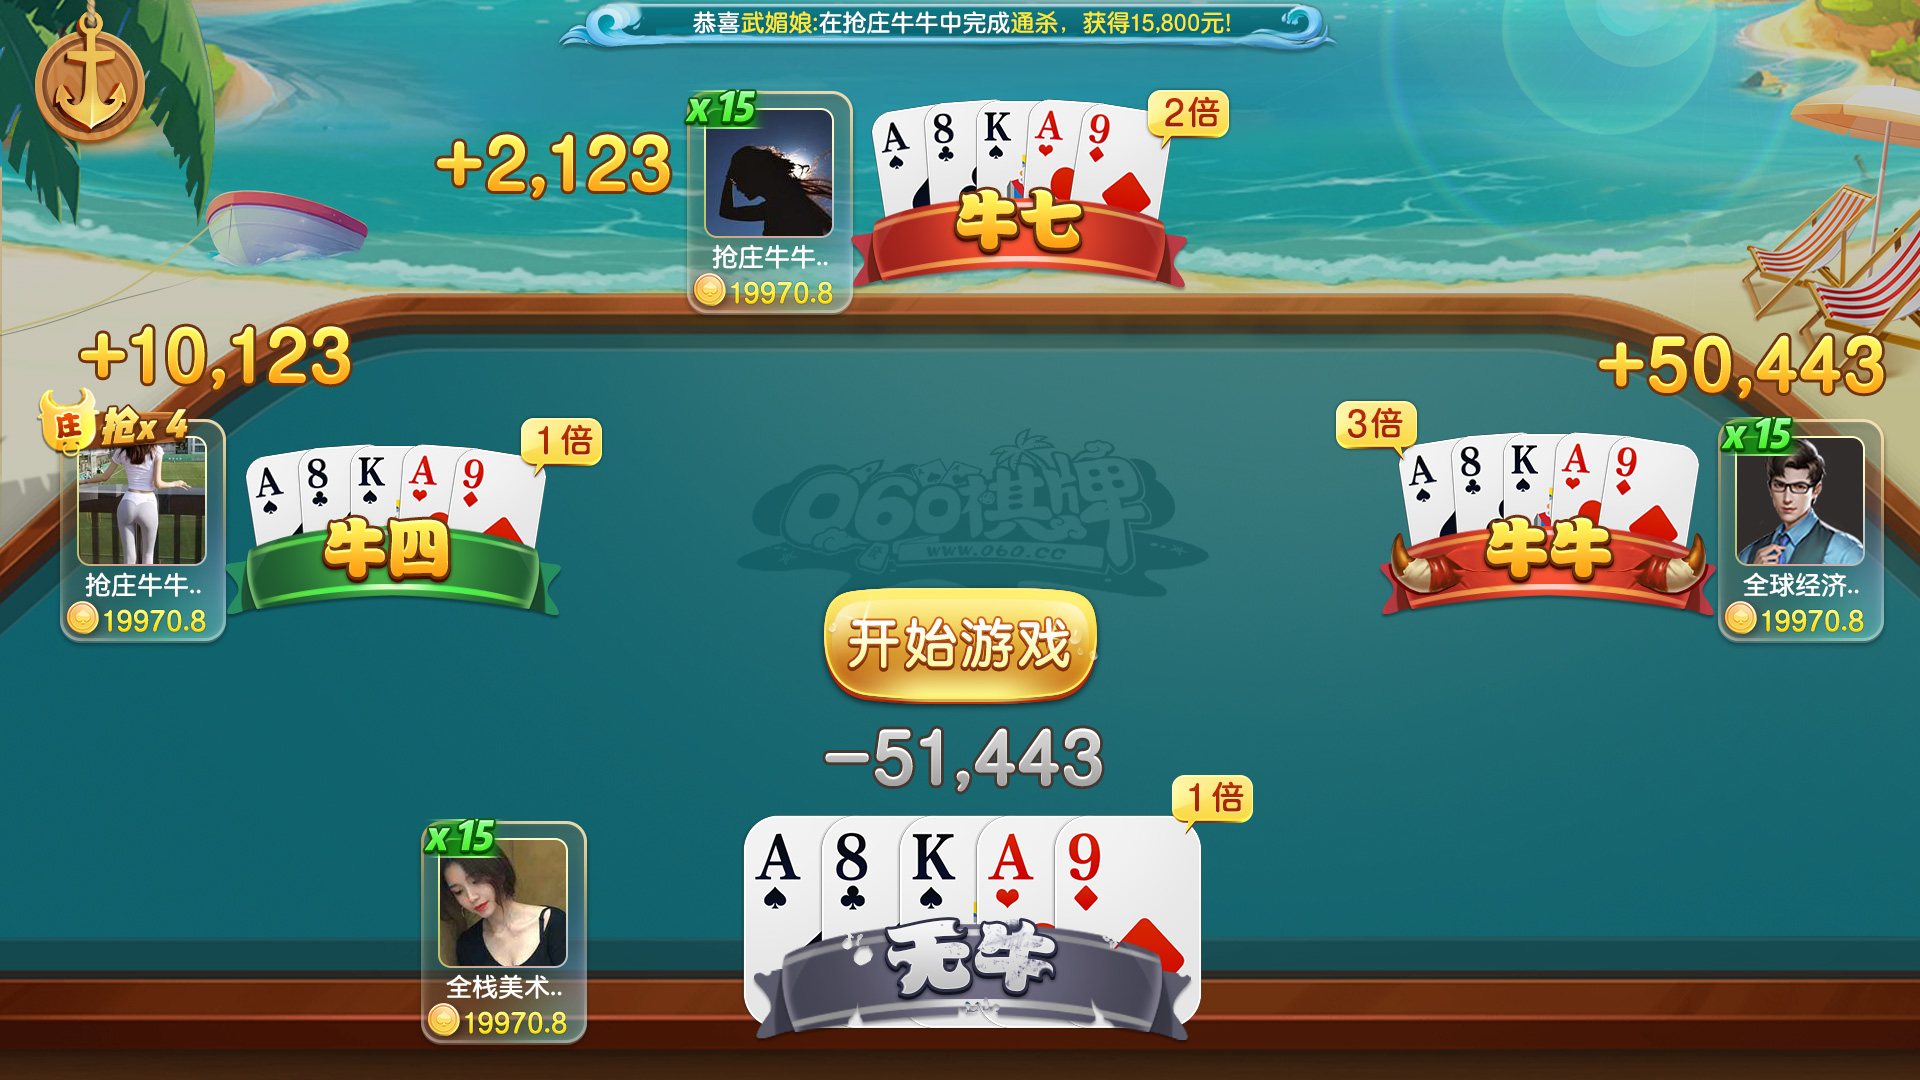 恭喜武媚娘:在抢庄牛牛中完成通杀，获得15,800元!
x 15
+2,123
A 8 K A 9
2倍
牛七
抢庄牛牛..
19970.8
+10,123
庄 抢x 4
A 8 K A 9
1倍
牛四
抢庄牛牛..
19970.8
+50,443
3倍
A 8 K A 9
牛牛
x 15
全球经济..
19970.8
060棋牌
www.060.cc
开始游戏
-51,443
1倍
x 15
A 8 K A 9
无牛
全栈美术..
19970.8